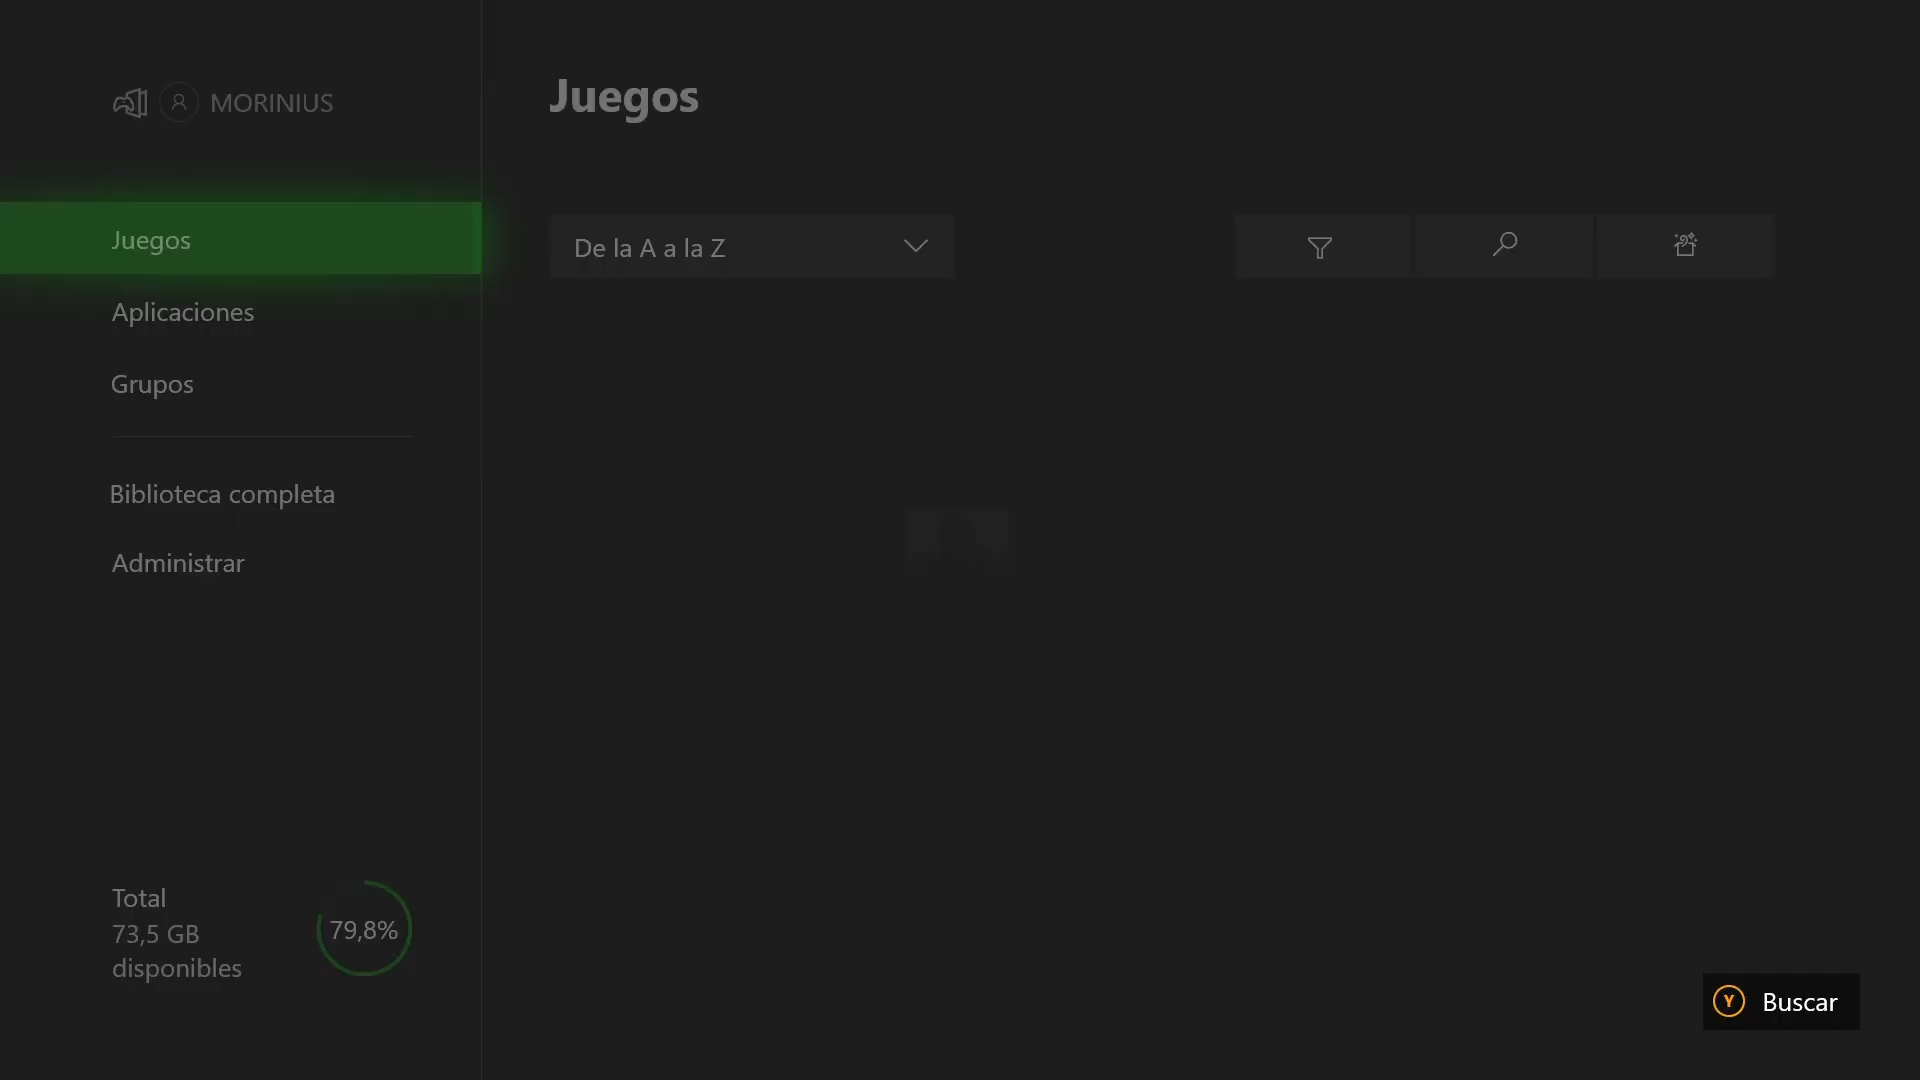 MORINIUS
Juegos
Juegos
Aplicaciones
Grupos
Biblioteca completa
Administrar
De la A a la Z
Total
73,5 GB
disponibles
79,8%
Y Buscar